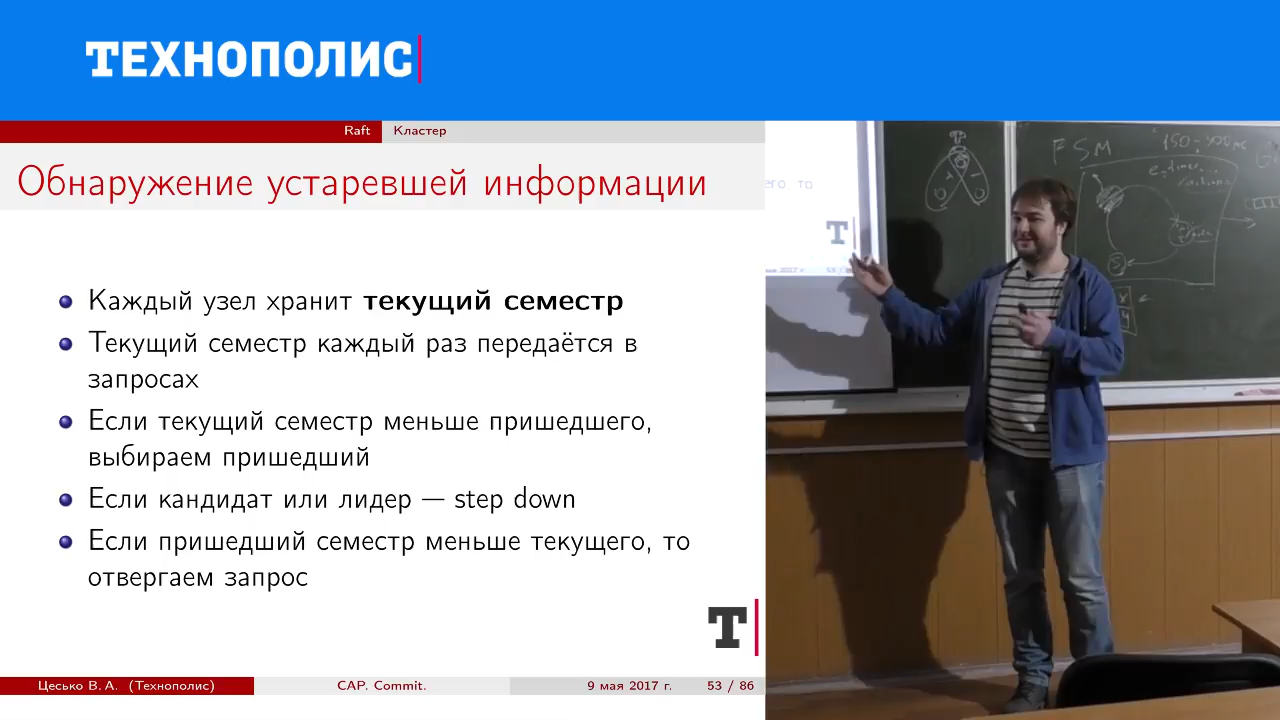 ТЕХНОПОЛИС
Raft Кластер
Обнаружение устаревшей информации
Каждый узел хранит текущий семестр
Текущий семестр каждый раз передаётся в
запросах
Если текущий семестр меньше пришедшего,
выбираем пришедший
Если кандидат или лидер — step down
Если пришедший семестр меньше текущего, то
отвергаем запрос
T
Цесько В. А. (Технополис) CAP. Commit. 9 мая 2017 г. 53 / 86
то
T
FSM
150-300 mc